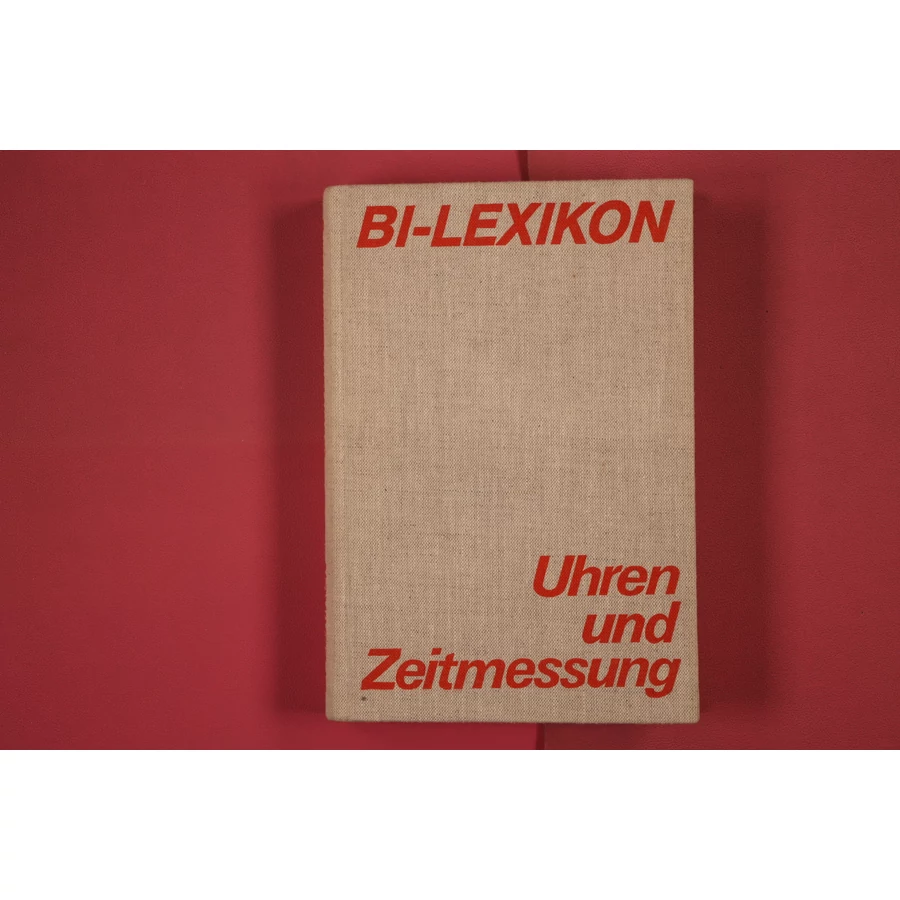 BI-LEXIKON
Uhren
und
Zeitmessung